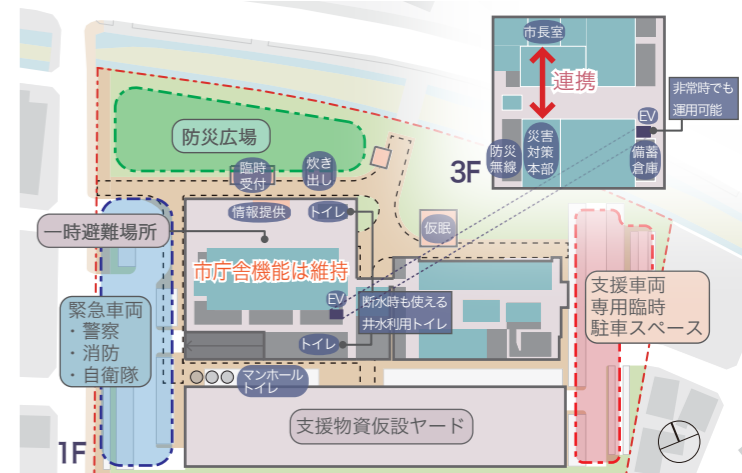 市長室
連携
非常時でも
運用可能
EV
防災
無線
災害
対策
本部
備蓄
倉庫
3F
防災広場
臨時
受付
炊き
出し
情報提供
トイレ
仮眠
一時避難場所
市庁舎機能は維持
緊急車両
・警察
・消防
・自衛隊
EV
断水時も使える
井水利用トイレ
トイレ
支援車両
専用臨時
駐車スペース
マンホール
トイレ
支援物資仮設ヤード
1F